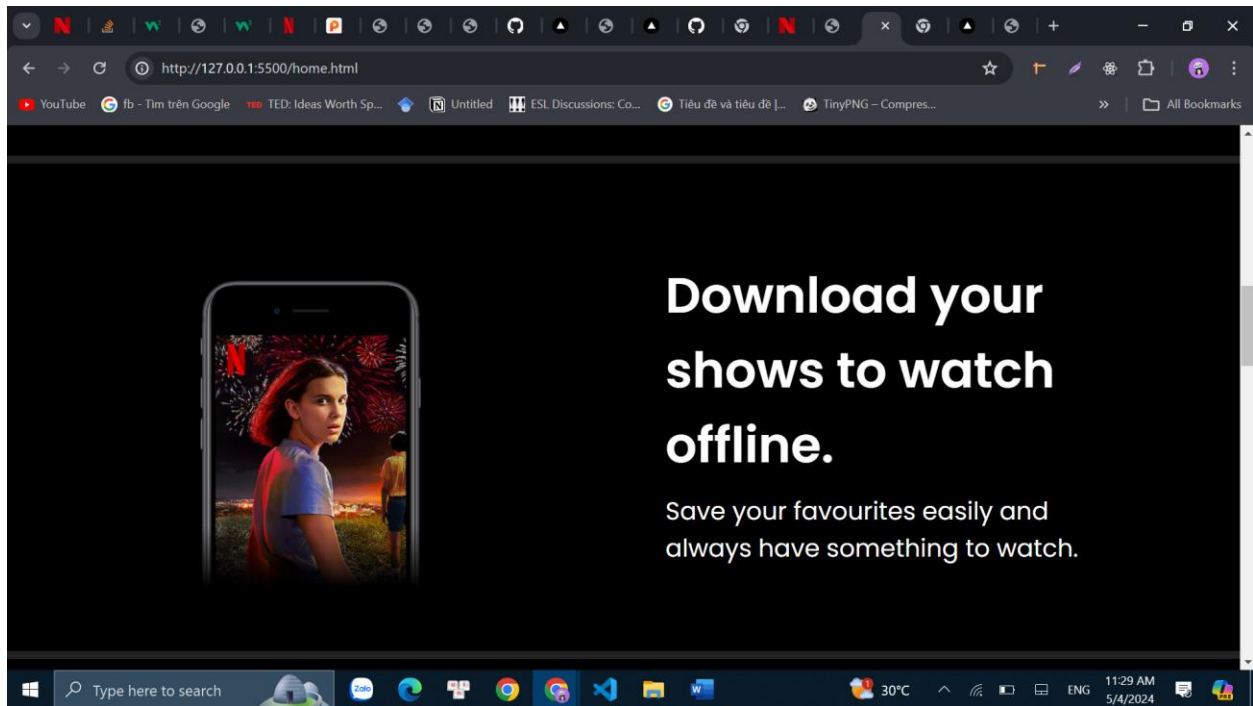 http://127.0.0.1:5500/home.html
YouTube fb - Tìm trên Google TED TED: Ideas Worth Sp... Untitled ESL Discussions: Co... Tiêu đề và tiêu đề |... TinyPNG – Compres... » All Bookmarks
Download your
shows to watch
offline.
Save your favourites easily and
always have something to watch.
Type here to search Zalo 30°C ENG 11:29 AM
5/4/2024